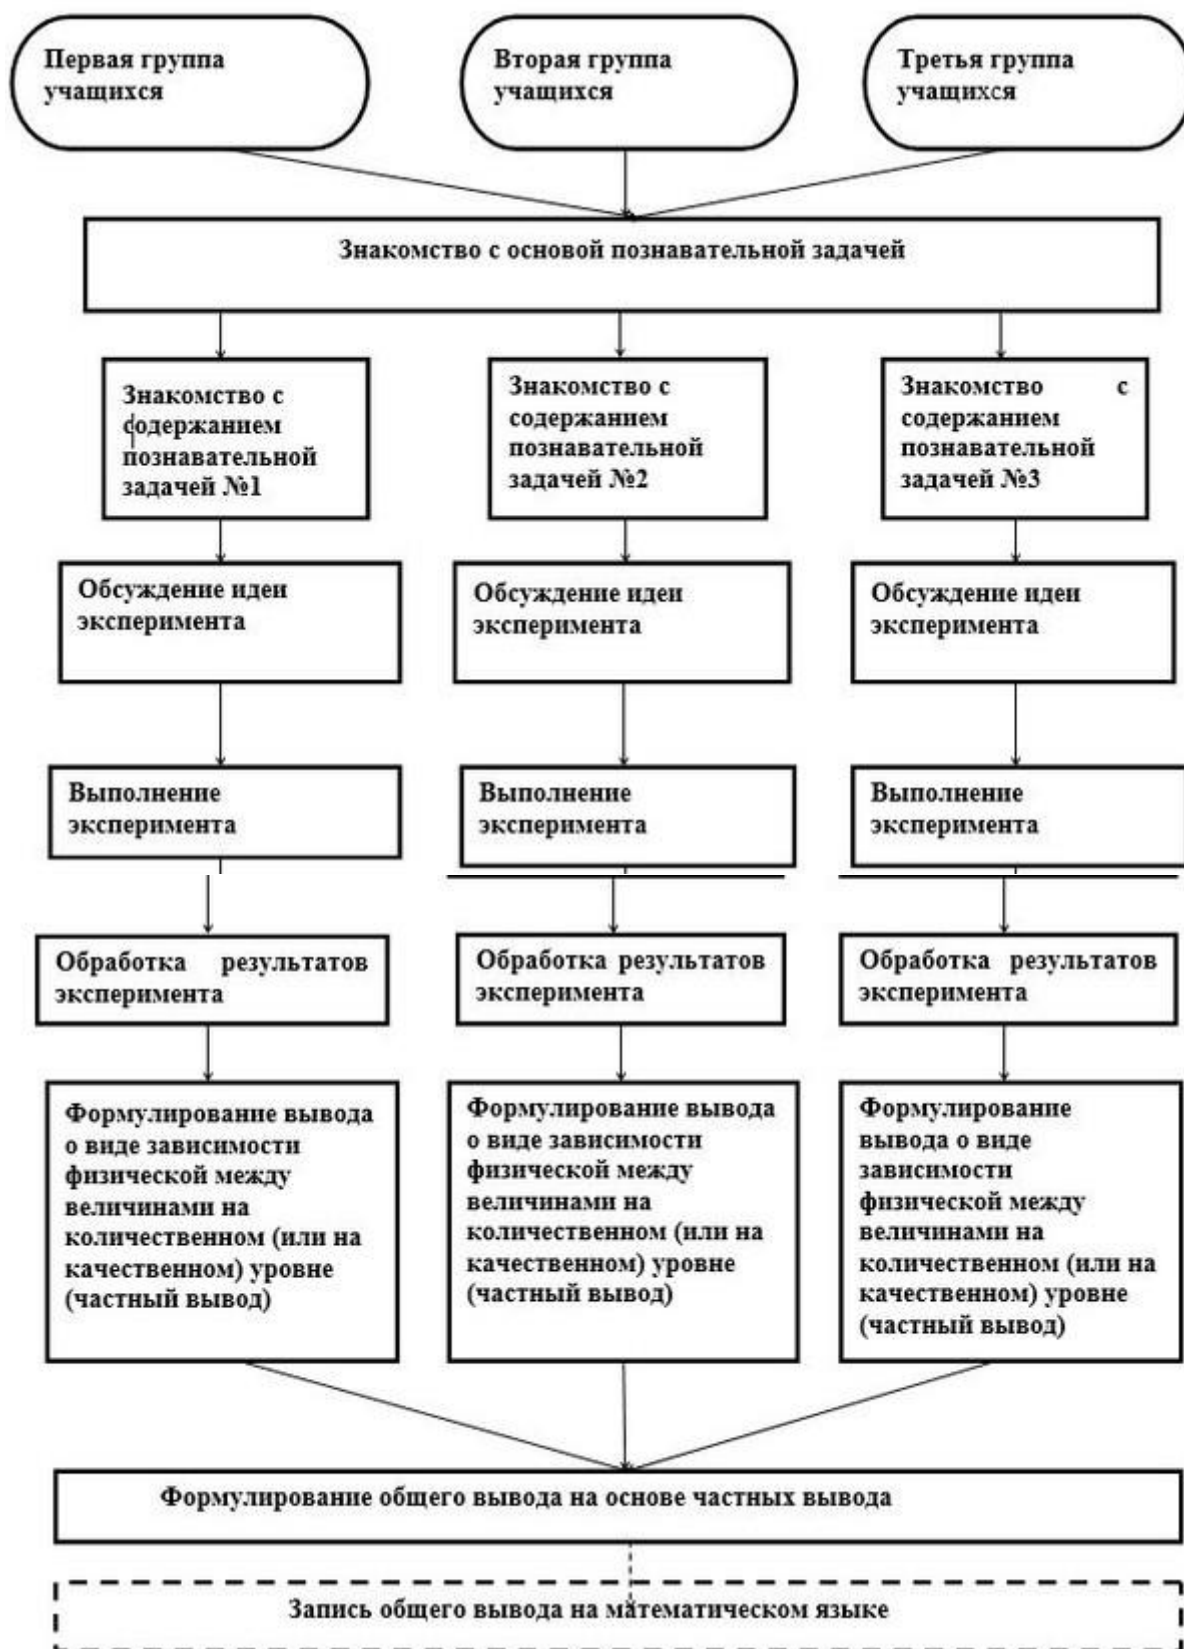 Первая группа
учащихся
Вторая группа
учащихся
Третья группа
учащихся
Знакомство с основой познавательной задачей
Знакомство с
содержанием
познавательной
задачей №1
Знакомство с
содержанием
познавательной
задачей №2
Знакомство с
содержанием
познавательной
задачей №3
Обсуждение идеи
эксперимента
Обсуждение идеи
эксперимента
Обсуждение идеи
эксперимента
Выполнение
эксперимента
Выполнение
эксперимента
Выполнение
эксперимента
Обработка результатов
эксперимента
Обработка результатов
эксперимента
Обработка результатов
эксперимента
Формулирование вывода
о виде зависимости
физической между
величинами на
количественном (или на
качественном) уровне
(частный вывод)
Формулирование вывода
о виде зависимости
физической между
величинами на
количественном (или на
качественном) уровне
(частный вывод)
Формулирование
вывода о виде
зависимости
физической между
величинами на
количественном (или на
качественном) уровне
(частный вывод)
Формулирование общего вывода на основе частных вывода
Запись общего вывода на математическом языке